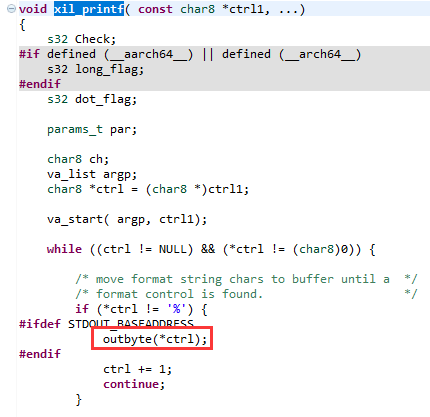 void xil_printf( const char8 *ctrl1, ...)
{
    s32 Check;
#if defined (__aarch64__) || defined (__arch64__)
    s32 long_flag;
#endif
    s32 dot_flag;

    params_t par;

    char8 ch;
    va_list argp;
    char8 *ctrl = (char8 *)ctrl1;

    va_start( argp, ctrl1);

    while ((ctrl != NULL) && (*ctrl != (char8)0)) {

        /* move format string chars to buffer until a  */
        /* format control is found.                    */
        if (*ctrl != '%') {
#ifdef STDOUT_BASEADDRESS
            outbyte(*ctrl);
#endif
            ctrl += 1;
            continue;
        }